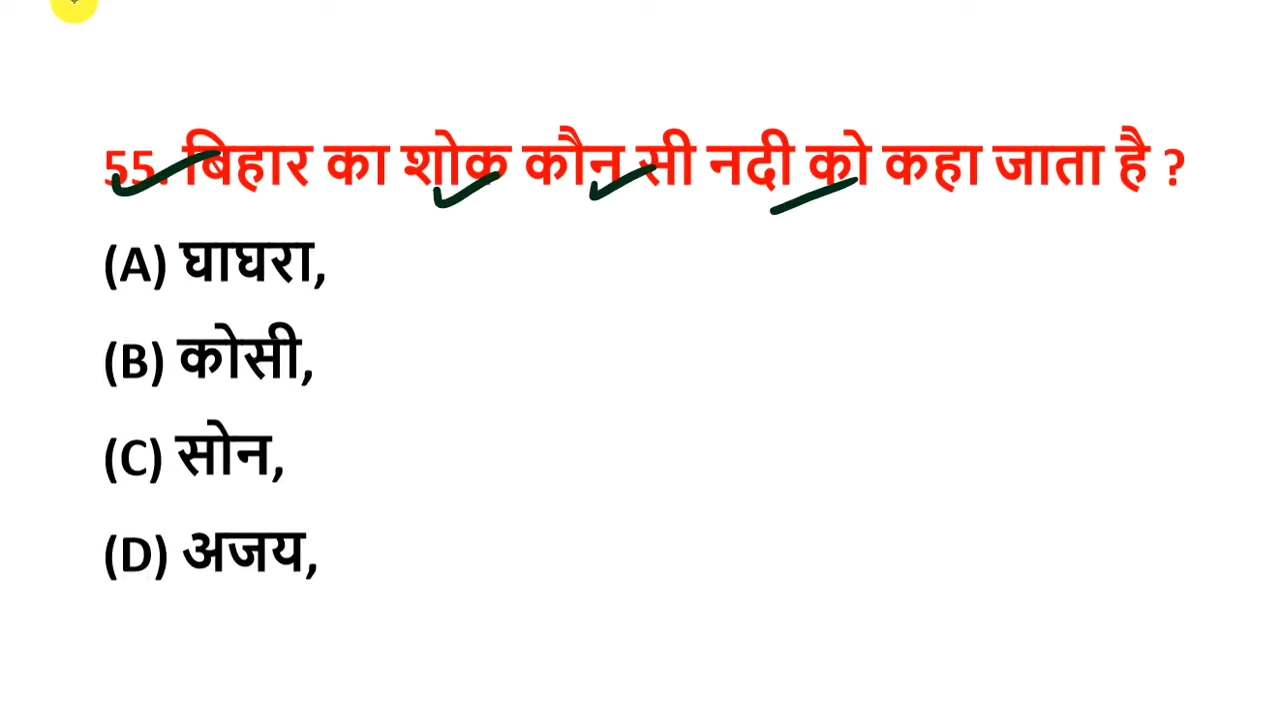 55. बिहार का शोक कौन सी नदी को कहा जाता है ?
(A) घाघरा,
(B) कोसी,
(C) सोन,
(D) अजय,